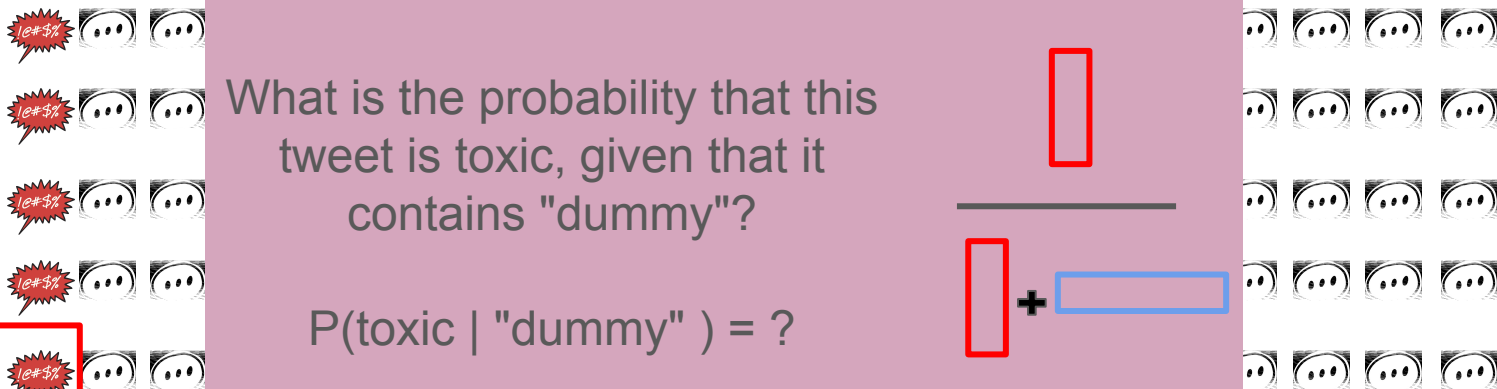 What is the probability that this
tweet is toxic, given that it
contains "dummy"?
P(toxic | "dummy" ) = ?
+
!@#$%
!@#$%
!@#$%
!@#$%
!@#$%